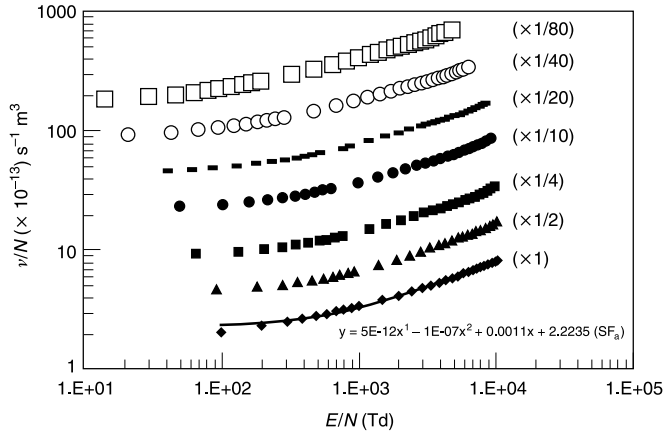 1000
100
10
1
ν/N (× 10⁻¹³) s⁻¹ m³
(×1/80)
(×1/40)
(×1/20)
(×1/10)
(×1/4)
(×1/2)
(×1)
y = 5E-12x¹ − 1E-07x² + 0.0011x + 2.2235 (SFₐ)
1.E+01 1.E+02 1.E+03 1.E+04 1.E+05
E/N (Td)